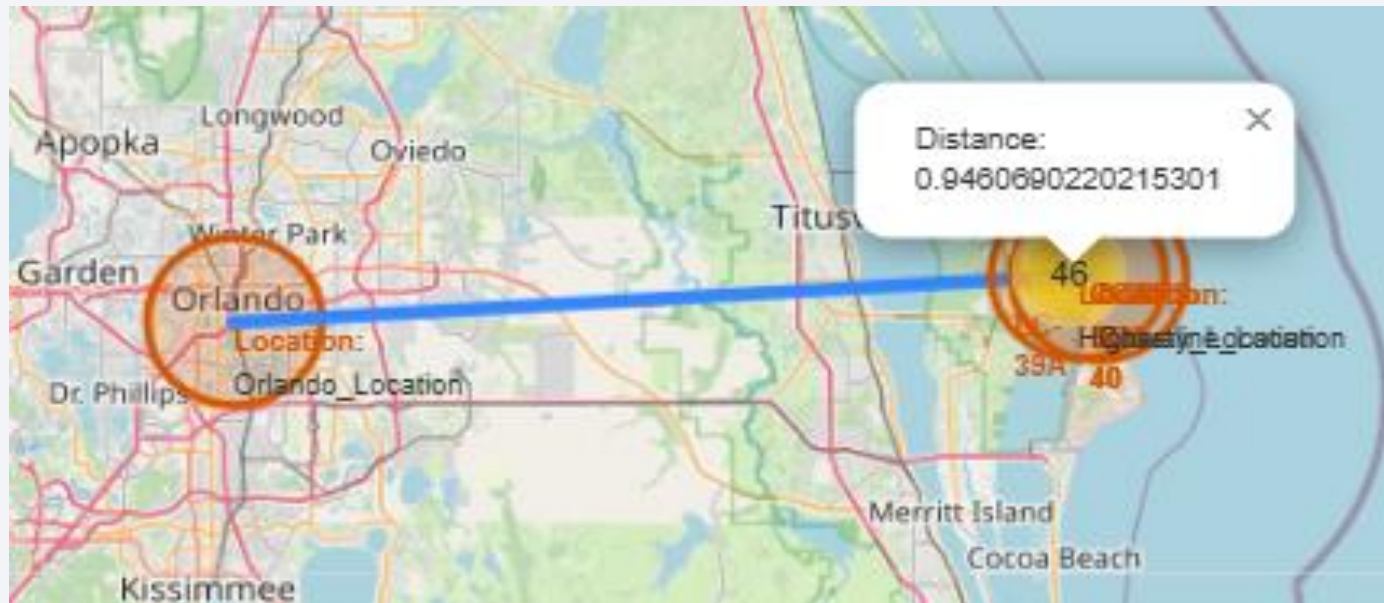 Longwood
Apopka
Oviedo
×
Distance:
0.9460690220215301
Winter Park
Garden
Orlando
46
Location:
Orlando_Location
39A
40
Dr. Phillips
Merritt Island
Cocoa Beach
Kissimmee